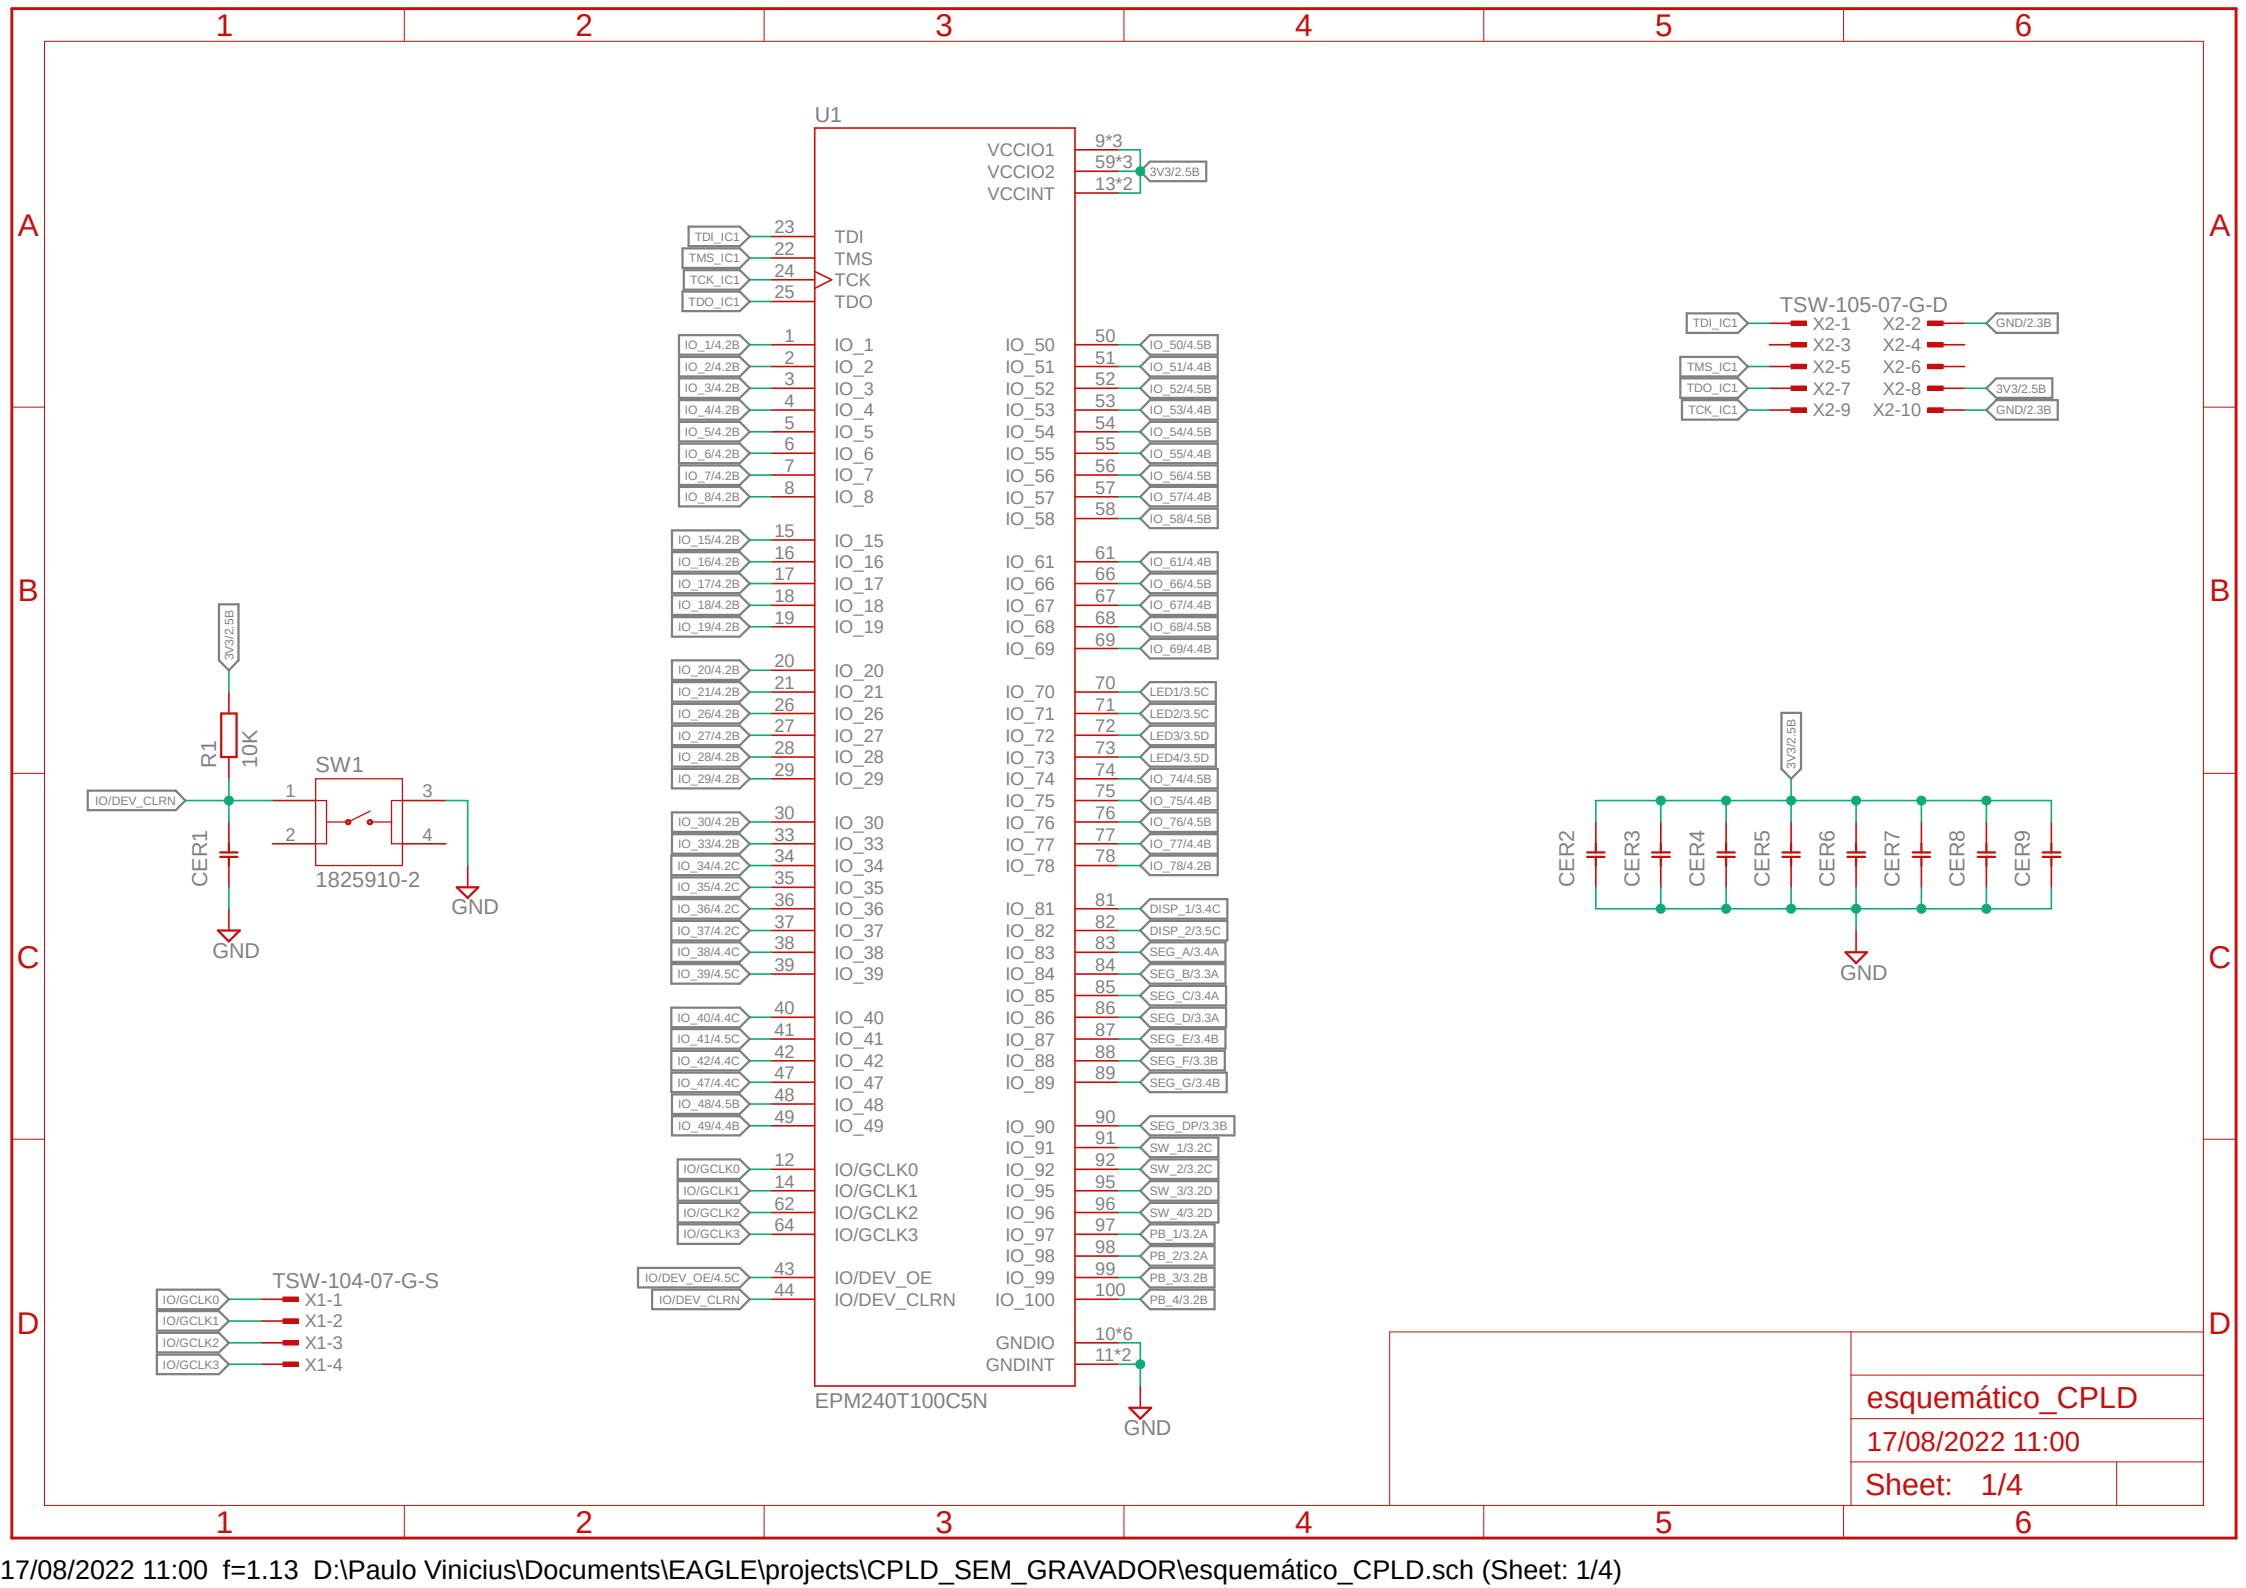 1 2 3 4 5 6
A A
B B
C C
D D
U1
VCCIO1 9*3
VCCIO2 59*3 3V3/2.5B
VCCINT 13*2
TDI_IC1 23 TDI
TMS_IC1 22 TMS
TCK_IC1 24 TCK
TDO_IC1 25 TDO
IO_1/4.2B 1 IO_1 IO_50 50 IO_50/4.5B
IO_2/4.2B 2 IO_2 IO_51 51 IO_51/4.4B
IO_3/4.2B 3 IO_3 IO_52 52 IO_52/4.5B
IO_4/4.2B 4 IO_4 IO_53 53 IO_53/4.4B
IO_5/4.2B 5 IO_5 IO_54 54 IO_54/4.5B
IO_6/4.2B 6 IO_6 IO_55 55 IO_55/4.4B
IO_7/4.2B 7 IO_7 IO_56 56 IO_56/4.5B
IO_8/4.2B 8 IO_8 IO_57 57 IO_57/4.4B
IO_58 58 IO_58/4.5B
IO_15/4.2B 15 IO_15
IO_16/4.2B 16 IO_16 IO_61 61 IO_61/4.4B
IO_17/4.2B 17 IO_17 IO_66 66 IO_66/4.5B
IO_18/4.2B 18 IO_18 IO_67 67 IO_67/4.4B
IO_19/4.2B 19 IO_19 IO_68 68 IO_68/4.5B
IO_69 69 IO_69/4.4B
IO_20/4.2B 20 IO_20
IO_21/4.2B 21 IO_21 IO_70 70 LED1/3.5C
IO_26/4.2B 26 IO_26 IO_71 71 LED2/3.5C
IO_27/4.2B 27 IO_27 IO_72 72 LED3/3.5D
IO_28/4.2B 28 IO_28 IO_73 73 LED4/3.5D
IO_29/4.2B 29 IO_29 IO_74 74 IO_74/4.5B
IO_75 75 IO_75/4.4B
IO_30/4.2B 30 IO_30 IO_76 76 IO_76/4.5B
IO_33/4.2B 33 IO_33 IO_77 77 IO_77/4.4B
IO_34/4.2C 34 IO_34 IO_78 78 IO_78/4.2B
IO_35/4.2C 35 IO_35
IO_36/4.2C 36 IO_36 IO_81 81 DISP_1/3.4C
IO_37/4.2C 37 IO_37 IO_82 82 DISP_2/3.5C
IO_38/4.4C 38 IO_38 IO_83 83 SEG_A/3.4A
IO_39/4.5C 39 IO_39 IO_84 84 SEG_B/3.3A
IO_85 85 SEG_C/3.4A
IO_40/4.4C 40 IO_40 IO_86 86 SEG_D/3.3A
IO_41/4.5C 41 IO_41 IO_87 87 SEG_E/3.4B
IO_42/4.4C 42 IO_42 IO_88 88 SEG_F/3.3B
IO_47/4.4C 47 IO_47 IO_89 89 SEG_G/3.4B
IO_48/4.5B 48 IO_48
IO_49/4.4B 49 IO_49 IO_90 90 SEG_DP/3.3B
IO_91 91 SW_1/3.2C
IO/GCLK0 12 IO/GCLK0 IO_92 92 SW_2/3.2C
IO/GCLK1 14 IO/GCLK1 IO_95 95 SW_3/3.2D
IO/GCLK2 62 IO/GCLK2 IO_96 96 SW_4/3.2D
IO/GCLK3 64 IO/GCLK3 IO_97 97 PB_1/3.2A
IO_98 98 PB_2/3.2A
IO/DEV_OE/4.5C 43 IO/DEV_OE IO_99 99 PB_3/3.2B
IO/DEV_CLRN 44 IO/DEV_CLRN IO_100 100 PB_4/3.2B
GNDIO 10*6
GNDINT 11*2
EPM240T100C5N
GND
3V3/2.5B
R1
10K
SW1
IO/DEV_CLRN
1 3
2 4
CER1
1825910-2
GND
GND
TSW-104-07-G-S
IO/GCLK0 X1-1
IO/GCLK1 X1-2
IO/GCLK2 X1-3
IO/GCLK3 X1-4
TSW-105-07-G-D
TDI_IC1 X2-1 X2-2 GND/2.3B
X2-3 X2-4
TMS_IC1 X2-5 X2-6
TDO_IC1 X2-7 X2-8 3V3/2.5B
TCK_IC1 X2-9 X2-10 GND/2.3B
3V3/2.5B
CER2 CER3 CER4 CER5 CER6 CER7 CER8 CER9
GND
esquemático_CPLD
17/08/2022 11:00
Sheet: 1/4
1 2 3 4 5 6
17/08/2022 11:00 f=1.13 D:\Paulo Vinicius\Documents\EAGLE\projects\CPLD_SEM_GRAVADOR\esquemático_CPLD.sch (Sheet: 1/4)